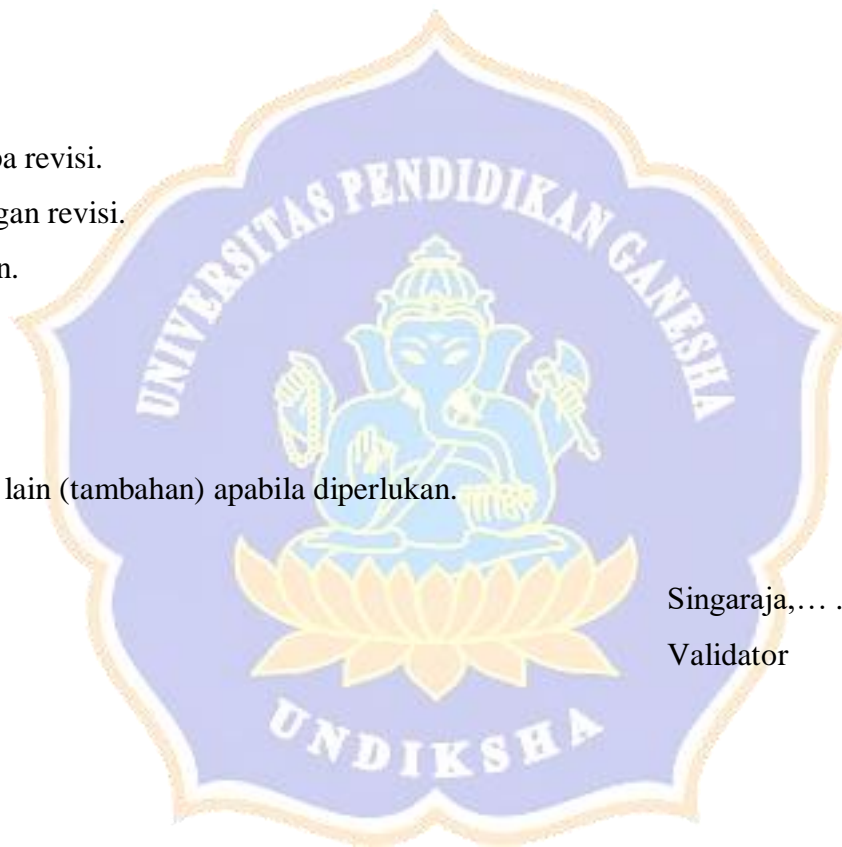 pa revisi.
gan revisi.
n.
UNIVERSITAS PENDIDIKAN GANESHA
lain (tambahan) apabila diperlukan.
Singaraja,… .
Validator
UNDIKSHA